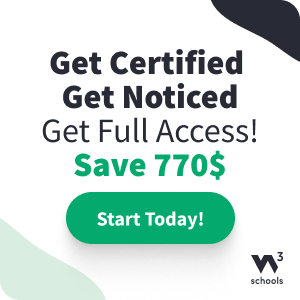 Get Certified
Get Noticed
Get Full Access!
Save 770$
Start Today!
w3
schools